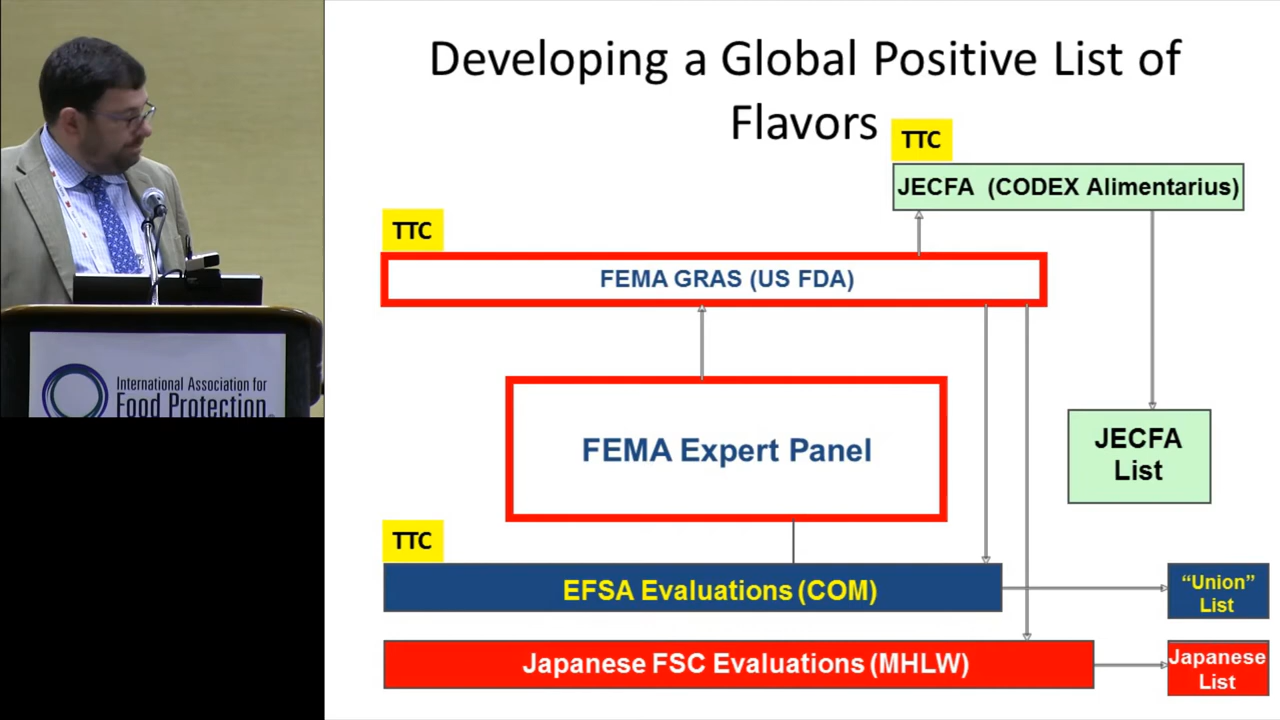 Developing a Global Positive List of
Flavors
TTC
JECFA (CODEX Alimentarius)
TTC
FEMA GRAS (US FDA)
FEMA Expert Panel
JECFA
List
TTC
EFSA Evaluations (COM)
“Union”
List
Japanese FSC Evaluations (MHLW)
Japanese
List
International Association for
Food Protection